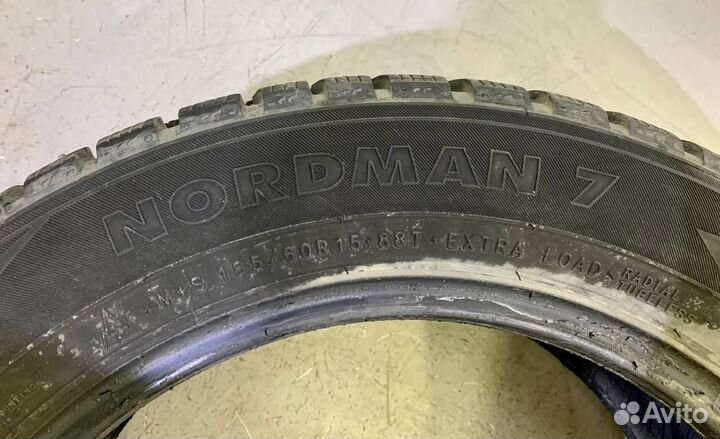 NORDMAN 7
M+S 185/60R15 88T EXTRA LOAD RADIAL
TUBELESS
Avito